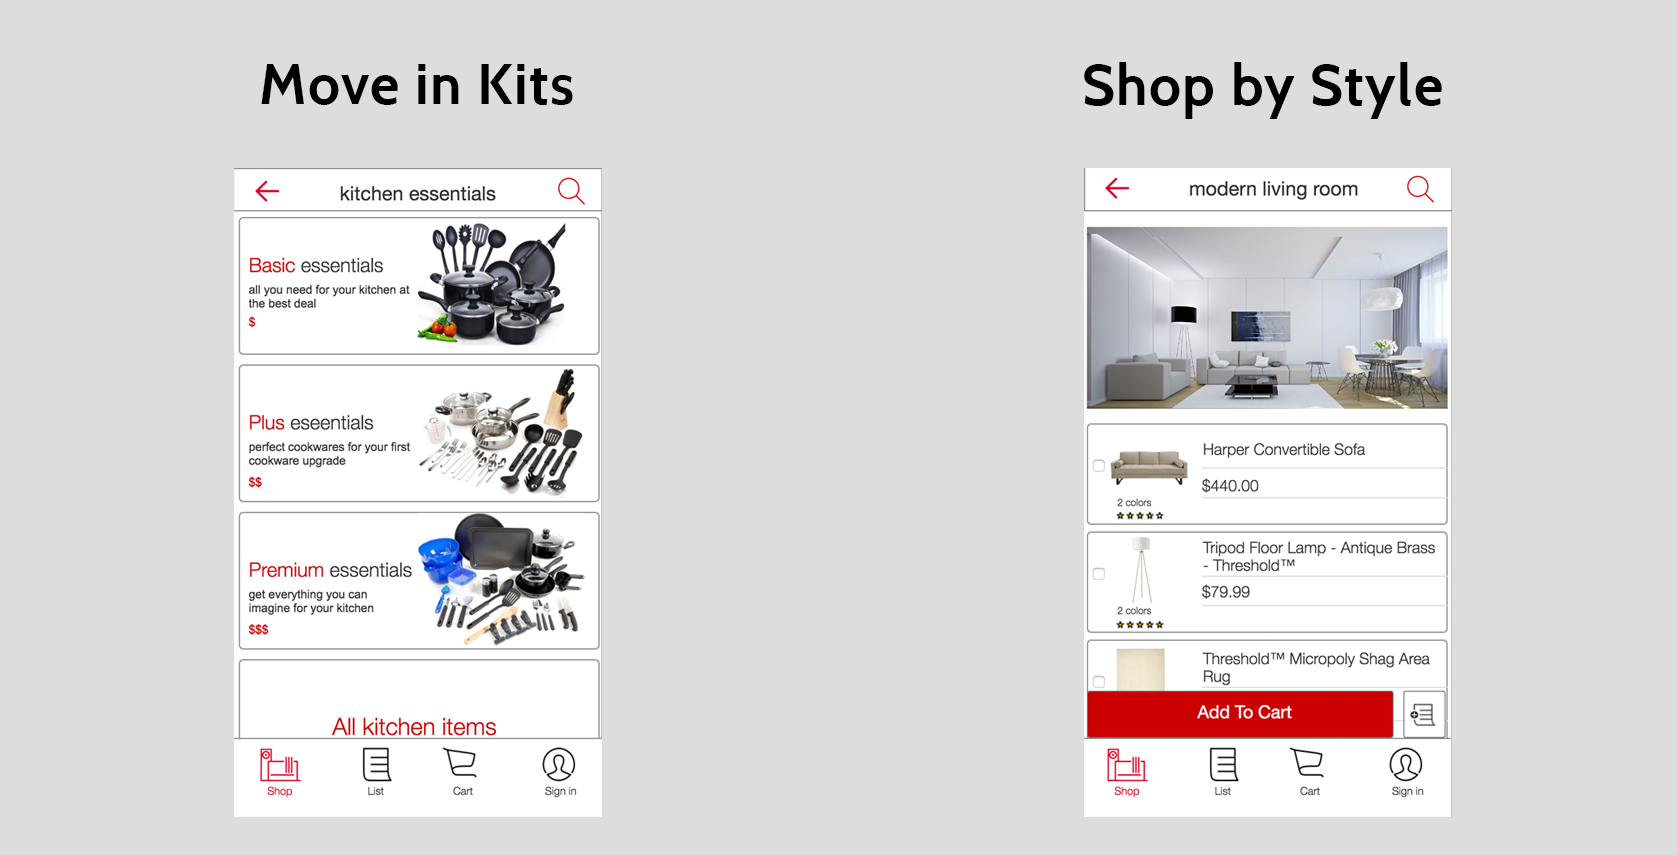 Move in Kits
kitchen essentials
Basic essentials
all you need for your kitchen at
the best deal
$
Plus eseentials
perfect cookwares for your first
cookware upgrade
$$
Premium essentials
get everything you can
imagine for your kitchen
$$$
All kitchen items
Shop
List
Cart
Sign in
Shop by Style
modern living room
Harper Convertible Sofa
$440.00
2 colors
Tripod Floor Lamp - Antique Brass
- Threshold™
$79.99
2 colors
Threshold™ Micropoly Shag Area
Rug
Add To Cart
Shop
List
Cart
Sign in